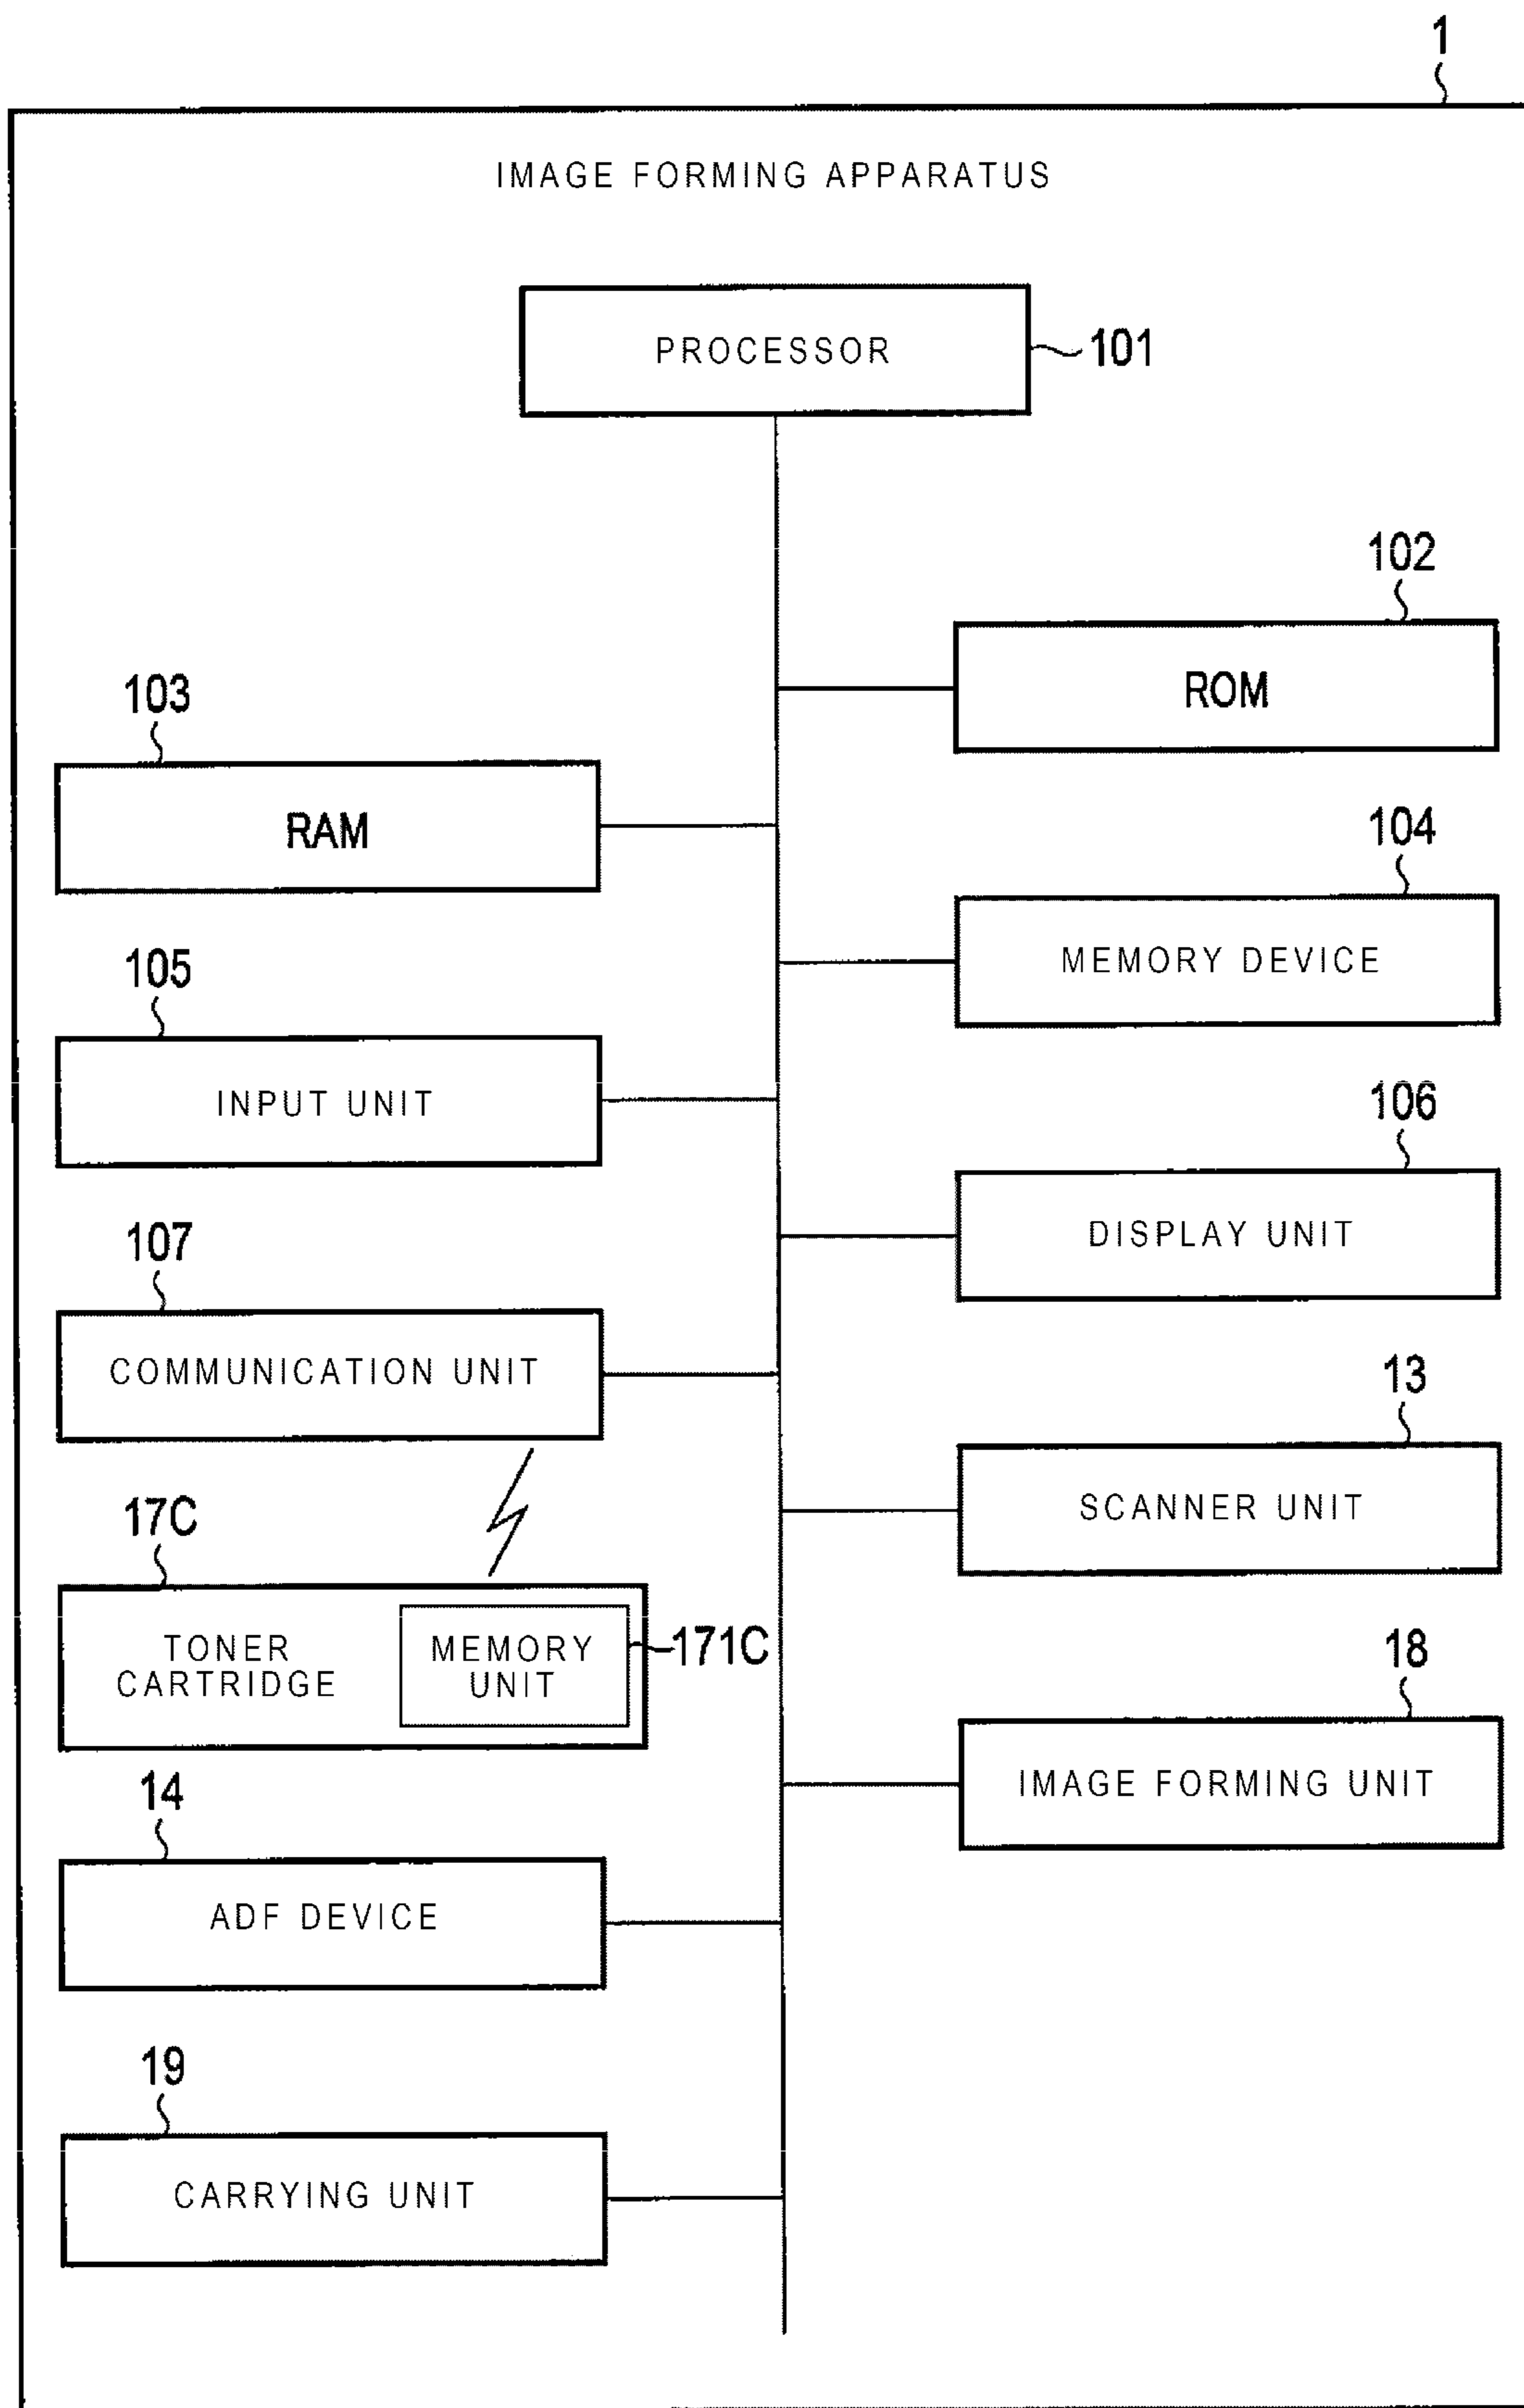 1
IMAGE FORMING APPARATUS
PROCESSOR
101
102
ROM
103
RAM
104
MEMORY DEVICE
105
INPUT UNIT
106
DISPLAY UNIT
107
COMMUNICATION UNIT
13
SCANNER UNIT
17C
TONER
CARTRIDGE
MEMORY
UNIT
171C
18
IMAGE FORMING UNIT
14
ADF DEVICE
19
CARRYING UNIT